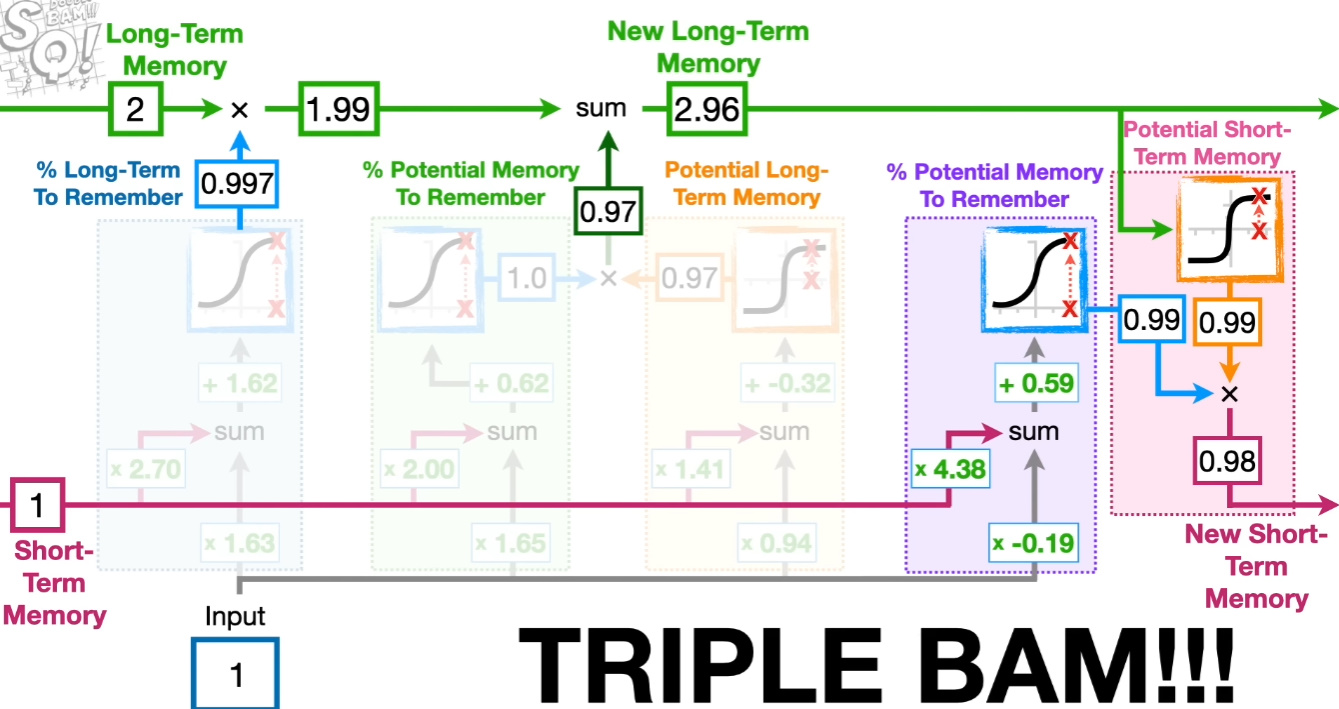 DOUBLE
BAM!!!
SQ!
Long-Term
Memory
New Long-Term
Memory
2
×
1.99
sum
2.96
Potential Short-
Term Memory
% Long-Term
To Remember
0.997
% Potential Memory
To Remember
0.97
Potential Long-
Term Memory
% Potential Memory
To Remember
X
X
X
X
1.0
×
0.97
X
X
X
X
X
X
0.99
0.99
+ 1.62
+ 0.62
+ -0.32
+ 0.59
×
sum
sum
sum
sum
x 2.70
x 2.00
x 1.41
x 4.38
0.98
1
Short-
Term
Memory
x 1.63
x 1.65
x 0.94
x -0.19
New Short-
Term
Memory
Input
1
TRIPLE BAM!!!